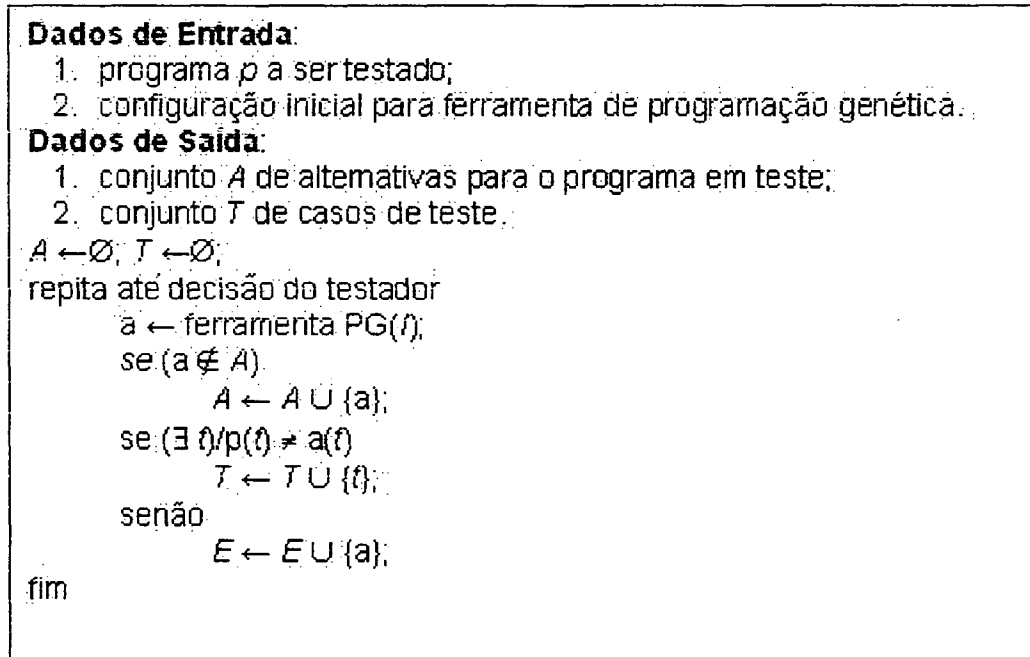 Dados de Entrada:
1. programa p a ser testado;
2. configuração inicial para ferramenta de programação genética.
Dados de Saída:
1. conjunto A de alternativas para o programa em teste;
2. conjunto T de casos de teste.
A ←∅; T ←∅;
repita até decisão do testador
a ← ferramenta PG(I);
se (a ∉ A)
A ← A ∪ {a};
se (∃ t)/p(t) ≠ a(t)
T ← T ∪ {t};
senão
E ← E ∪ {a};
fim